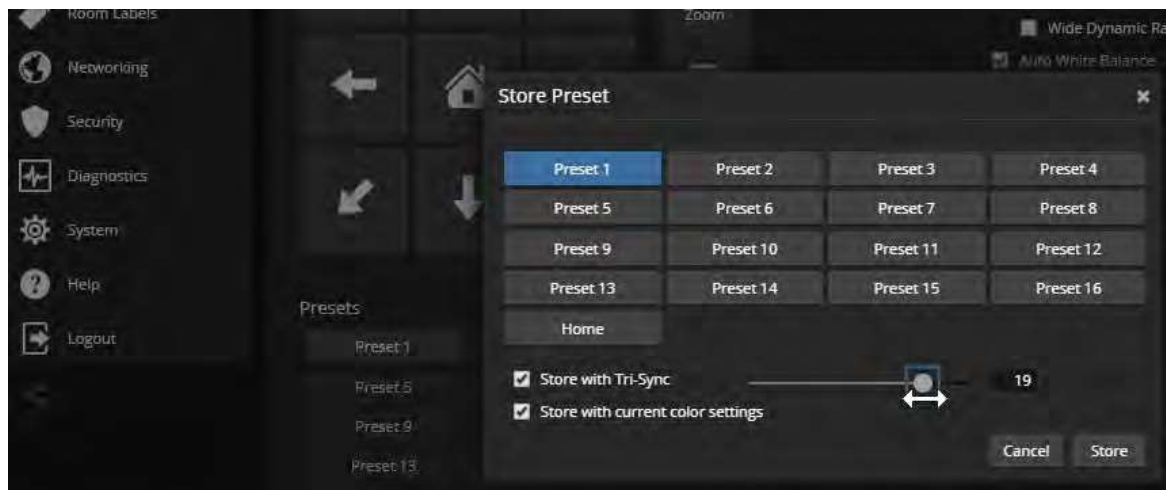 Room Labels
Zoom
Wide Dynamic Ra
Networking
Auto White Balance
Store Preset
Security
Preset 1 Preset 2 Preset 3 Preset 4
Diagnostics
Preset 5 Preset 6 Preset 7 Preset 8
System
Preset 9 Preset 10 Preset 11 Preset 12
Help
Preset 13 Preset 14 Preset 15 Preset 16
Presets
Home
Logout
Preset 1
Store with Tri-Sync 19
Preset 5
Store with current color settings
Preset 9
Cancel Store
Preset 13